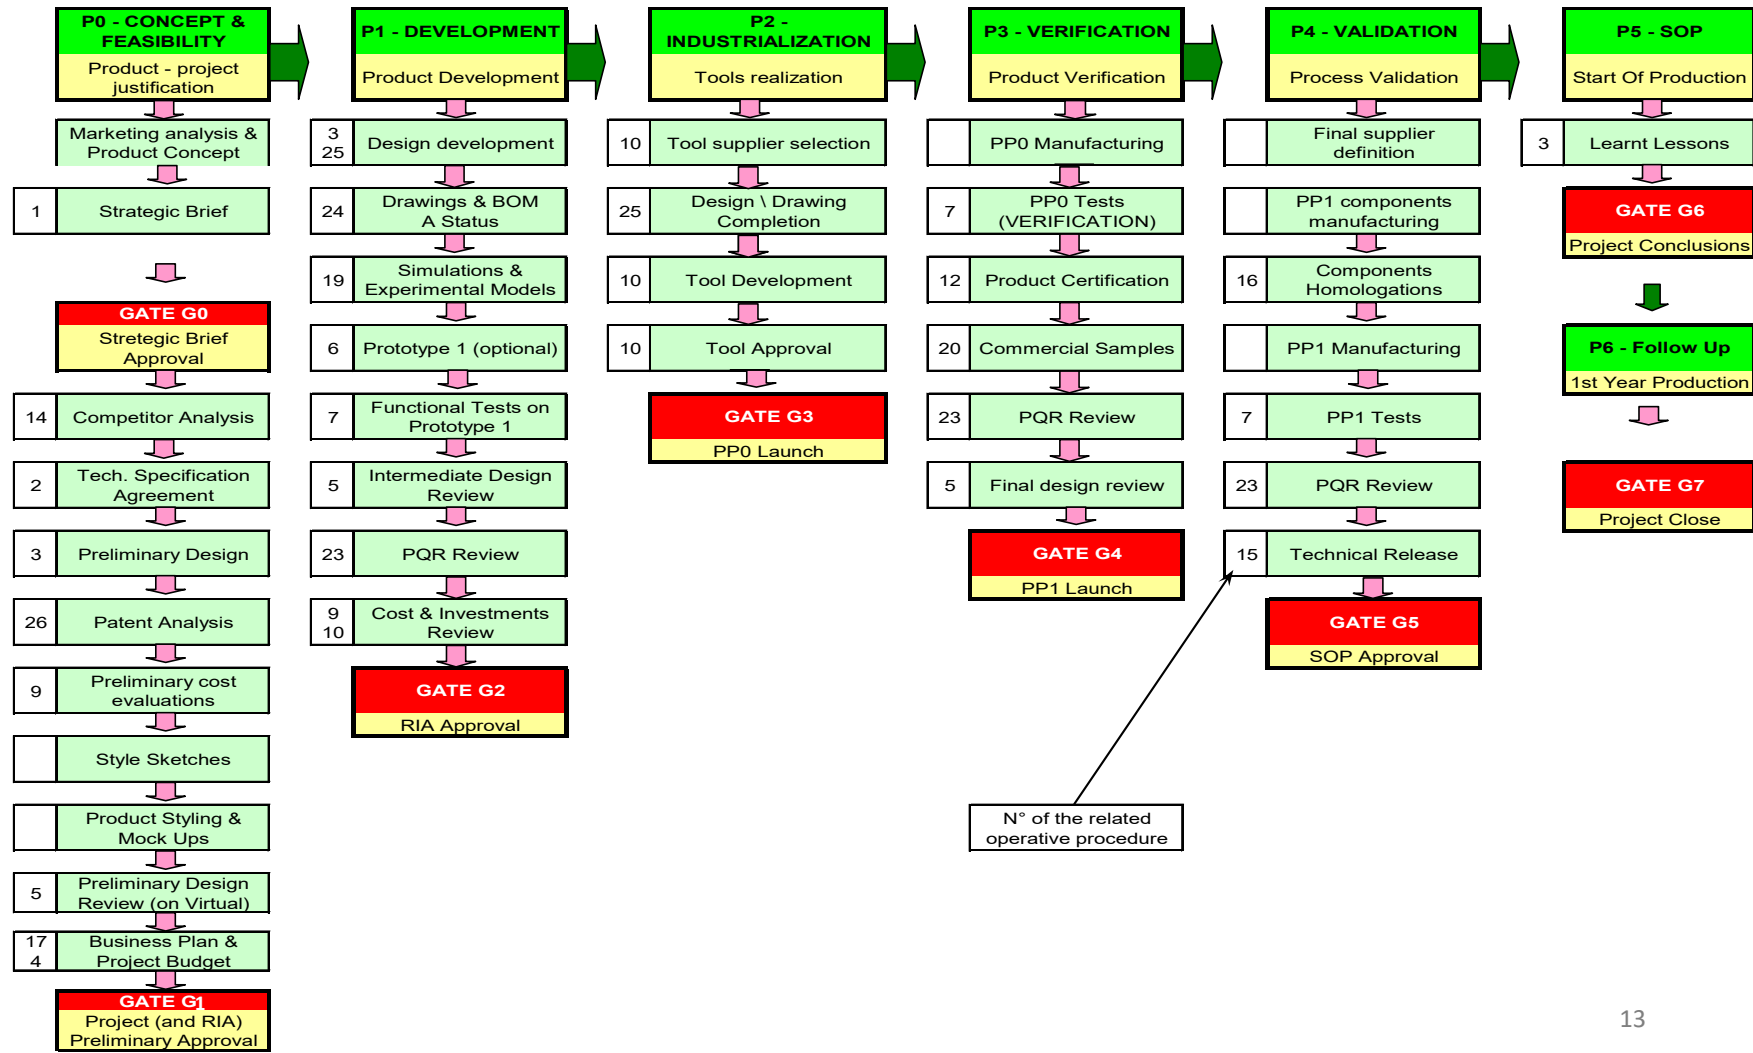 P0 - CONCEPT &
FEASIBILITY
Product - project
justification
Marketing analysis &
Product Concept
1
Strategic Brief
GATE G0
Stretegic Brief
Approval
14
Competitor Analysis
2
Tech. Specification
Agreement
3
Preliminary Design
26
Patent Analysis
9
Preliminary cost
evaluations
Style Sketches
Product Styling &
Mock Ups
5
Preliminary Design
Review (on Virtual)
17
4
Business Plan &
Project Budget
GATE G1
Project (and RIA)
Preliminary Approval
P1 - DEVELOPMENT
Product Development
3
25
Design development
24
Drawings & BOM
A Status
19
Simulations &
Experimental Models
6
Prototype 1 (optional)
7
Functional Tests on
Prototype 1
5
Intermediate Design
Review
23
PQR Review
9
10
Cost & Investments
Review
GATE G2
RIA Approval
P2 -
INDUSTRIALIZATION
Tools realization
10
Tool supplier selection
25
Design \ Drawing
Completion
10
Tool Development
10
Tool Approval
GATE G3
PP0 Launch
P3 - VERIFICATION
Product Verification
PP0 Manufacturing
7
PP0 Tests
(VERIFICATION)
12
Product Certification
20
Commercial Samples
23
PQR Review
5
Final design review
GATE G4
PP1 Launch
N° of the related
operative procedure
P4 - VALIDATION
Process Validation
Final supplier
definition
PP1 components
manufacturing
16
Components
Homologations
PP1 Manufacturing
7
PP1 Tests
23
PQR Review
15
Technical Release
GATE G5
SOP Approval
P5 - SOP
Start Of Production
3
Learnt Lessons
GATE G6
Project Conclusions
P6 - Follow Up
1st Year Production
GATE G7
Project Close
13